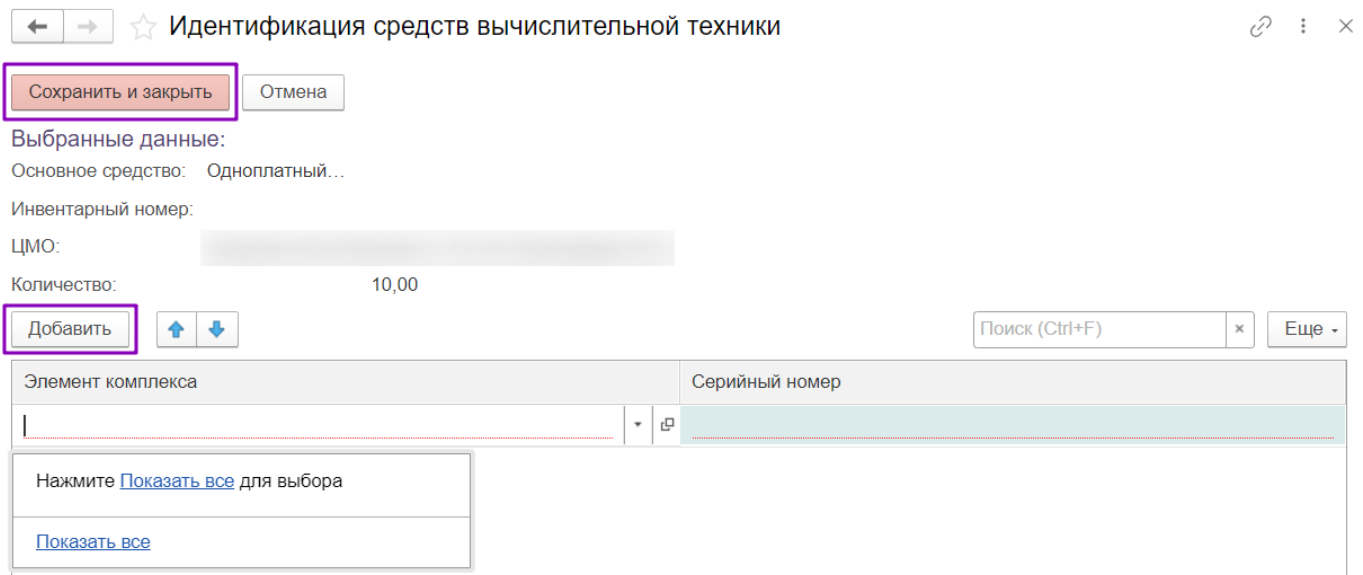 Идентификация средств вычислительной техники
Сохранить и закрыть Отмена
Выбранные данные:
Основное средство: Одноплатный...
Инвентарный номер:
ЦМО:
Количество: 10,00
Добавить Поиск (Ctrl+F) × Еще
Элемент комплекса Серийный номер
Нажмите Показать все для выбора
Показать все